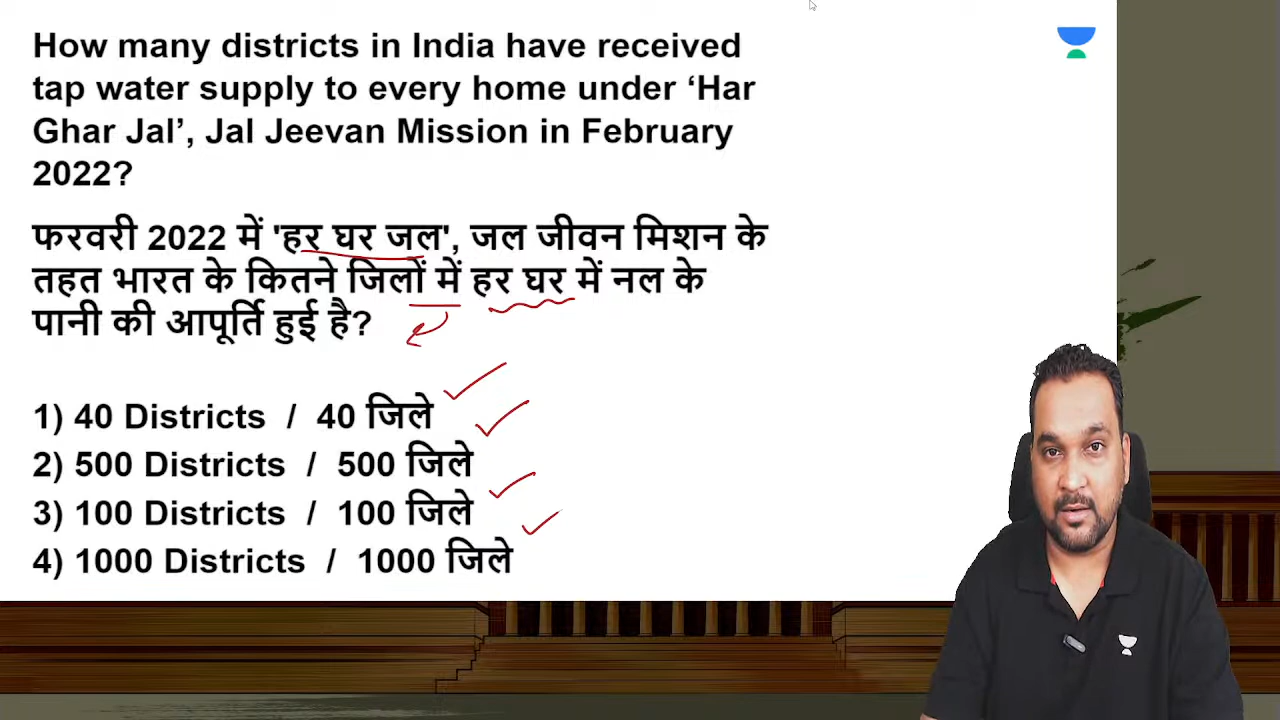 How many districts in India have received
tap water supply to every home under ‘Har
Ghar Jal’, Jal Jeevan Mission in February
2022?
फरवरी 2022 में 'हर घर जल', जल जीवन मिशन के
तहत भारत के कितने जिलों में हर घर में नल के
पानी की आपूर्ति हुई है?
1) 40 Districts / 40 जिले
2) 500 Districts / 500 जिले
3) 100 Districts / 100 जिले
4) 1000 Districts / 1000 जिले